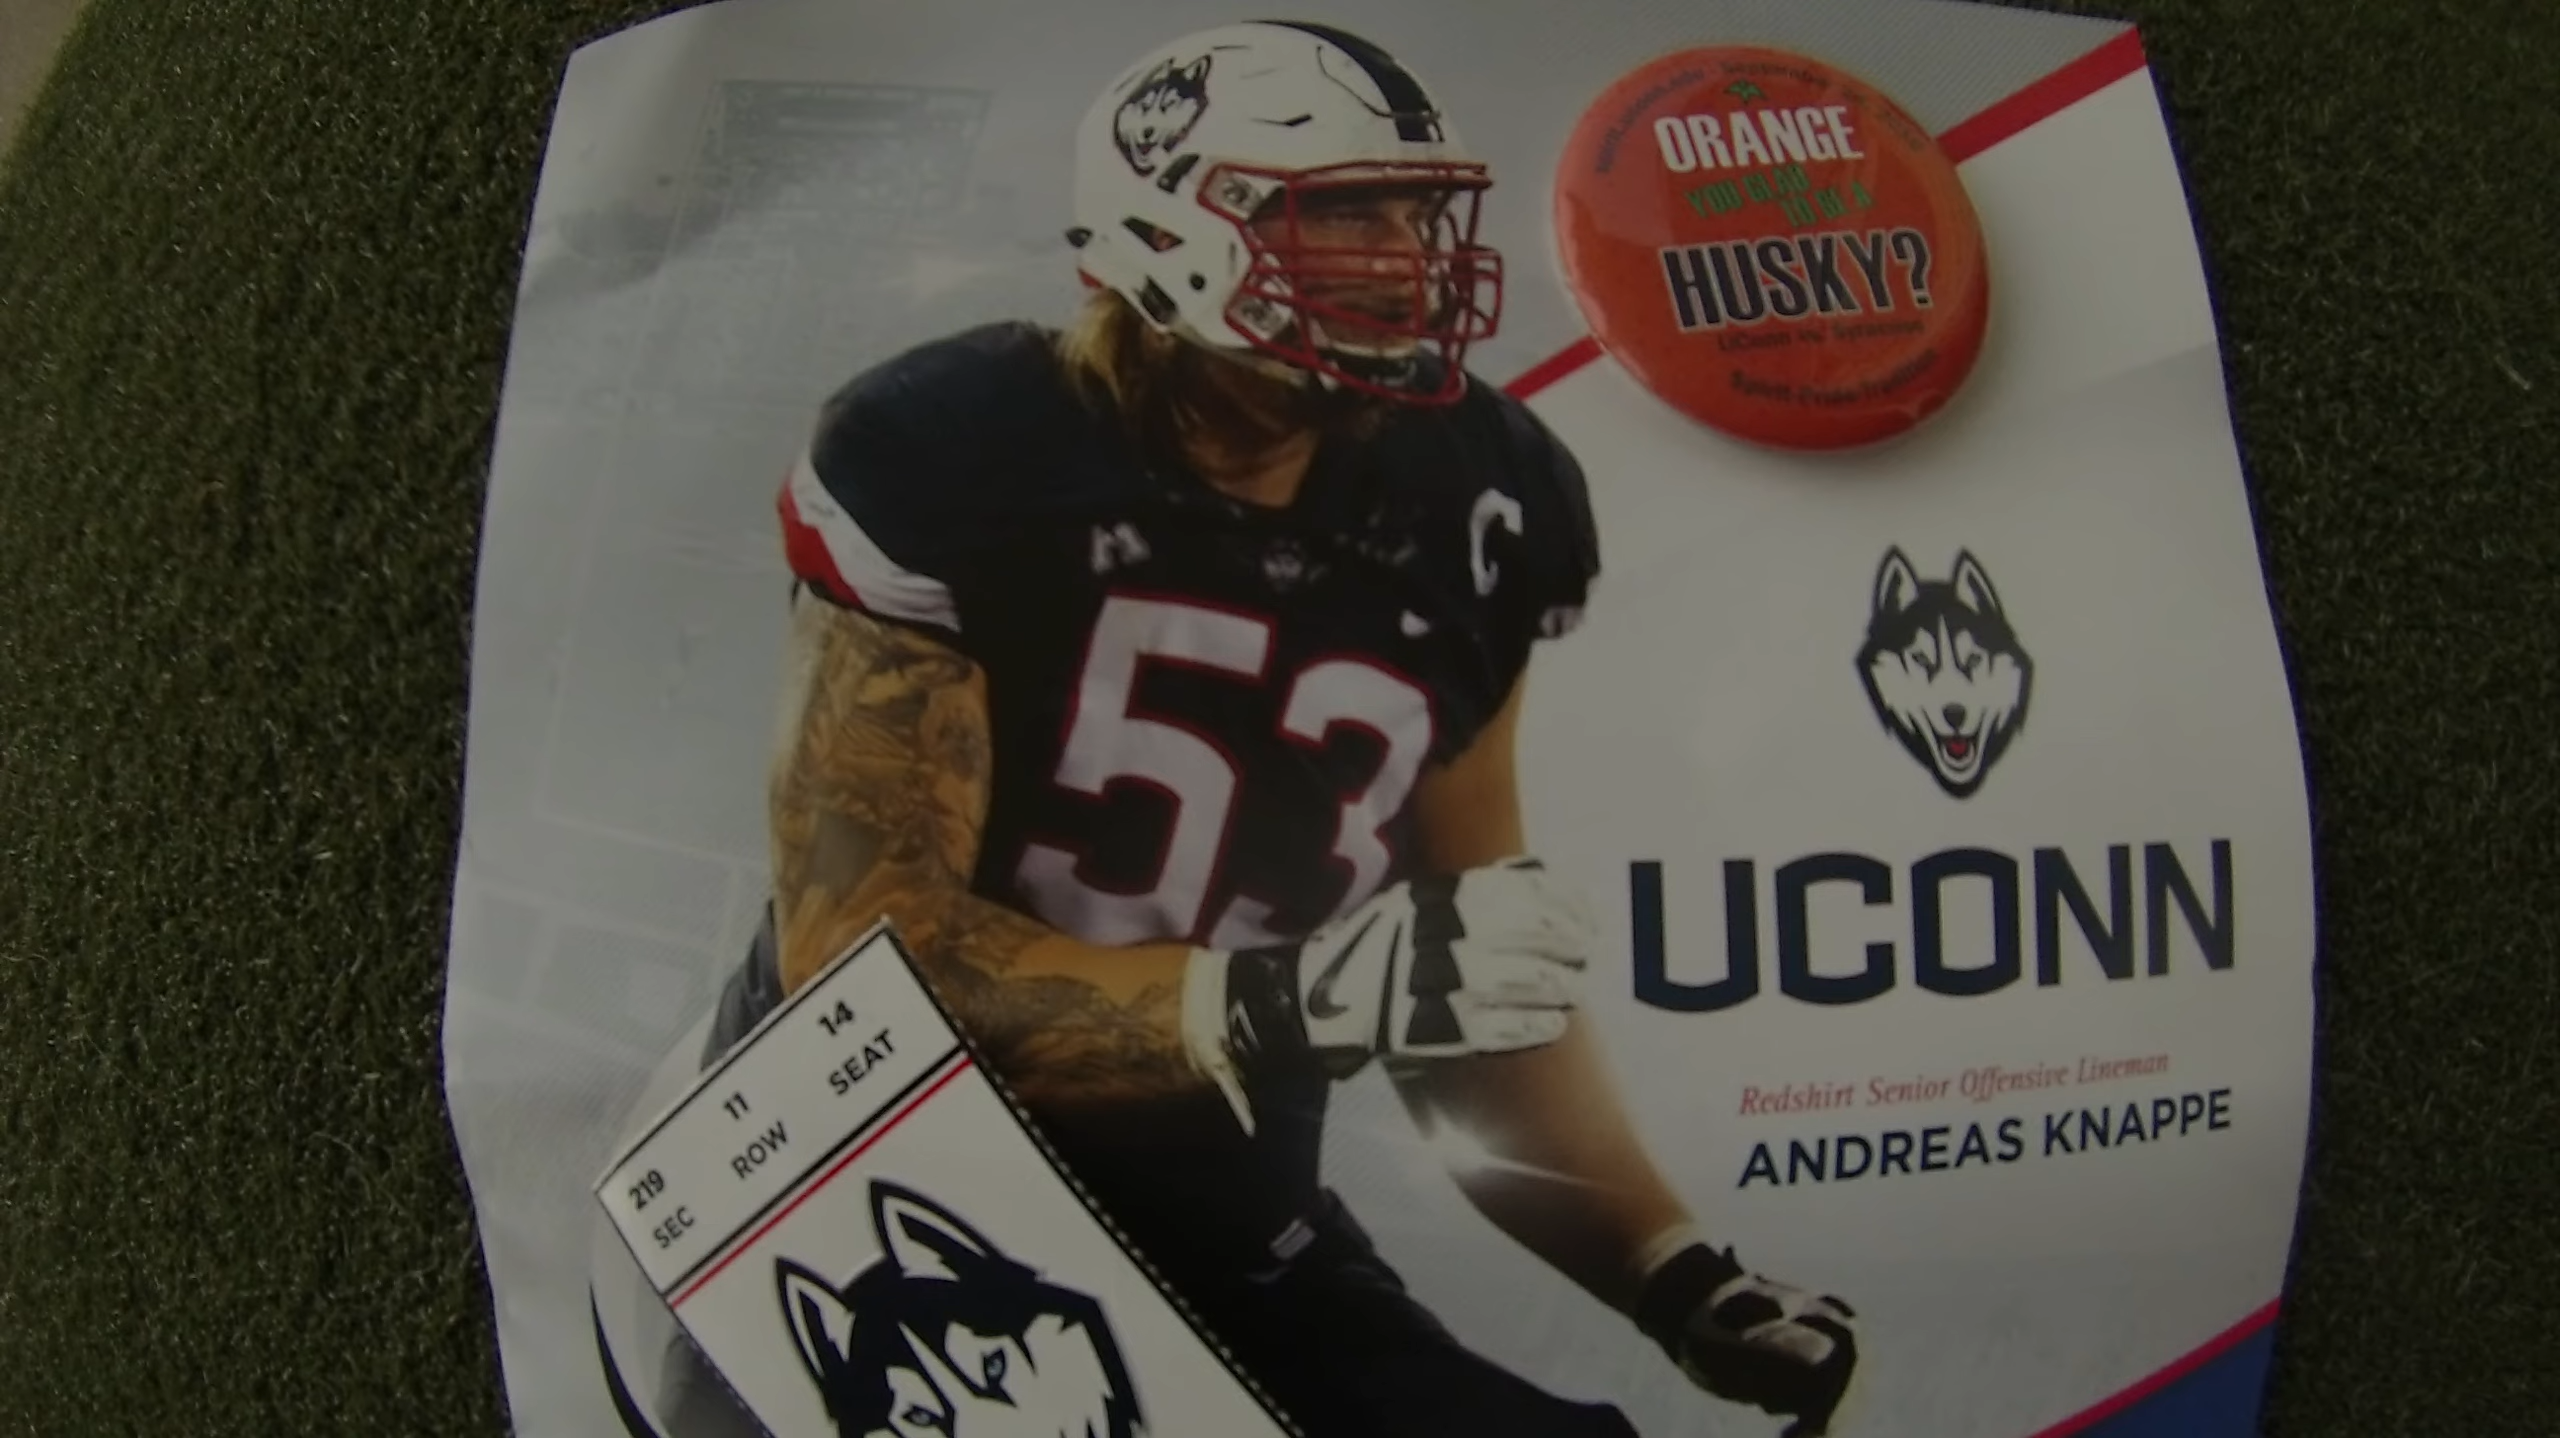 ORANGE
YOU GLAD
TO BE A
HUSKY?
UConn vs. Syracuse
C
53
UCONN
Redshirt Senior Offensive Lineman
ANDREAS KNAPPE
219 11 14
SEC ROW SEAT